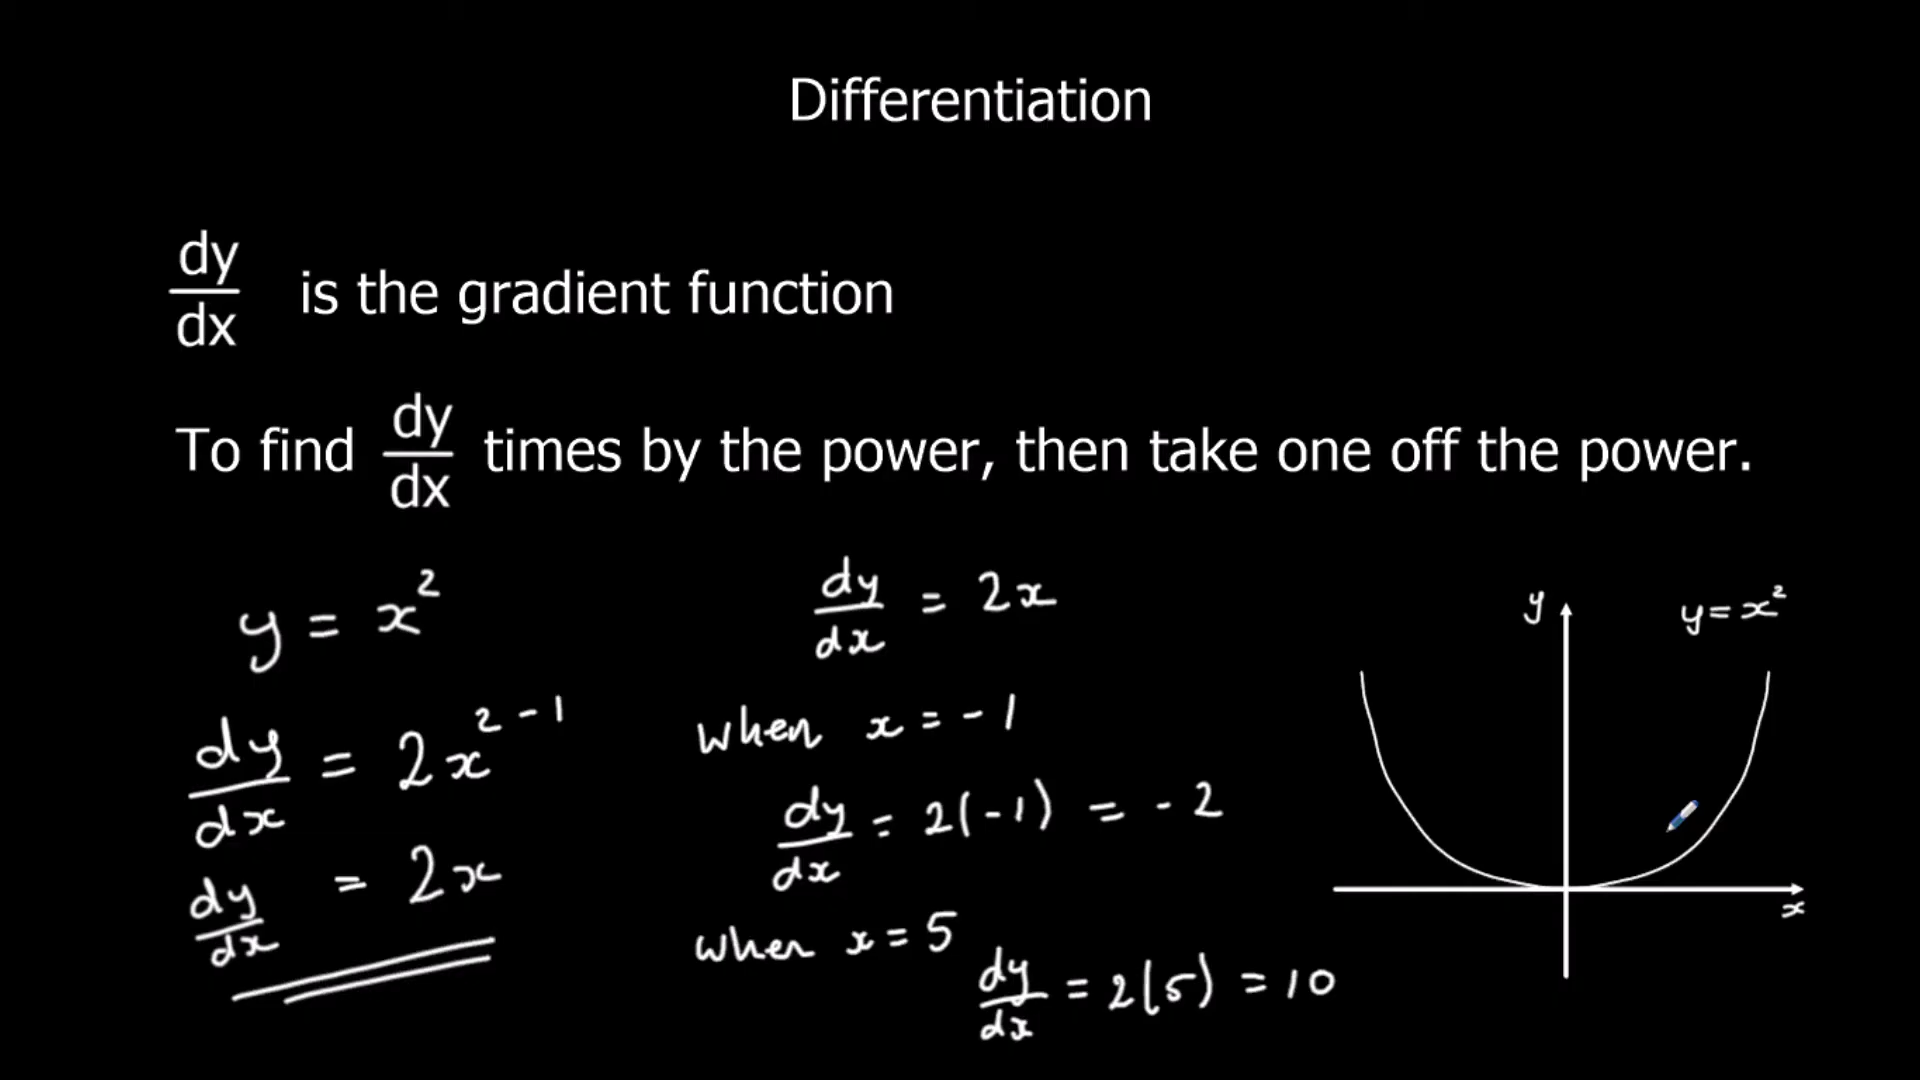 Differentiation
dy/dx is the gradient function
To find dy/dx times by the power, then take one off the power.
y = x²
dy/dx = 2x²⁻¹
dy/dx = 2x
dy/dx = 2x
when x = -1
dy/dx = 2(-1) = -2
when x = 5
dy/dx = 2(5) = 10
y
y = x²
x